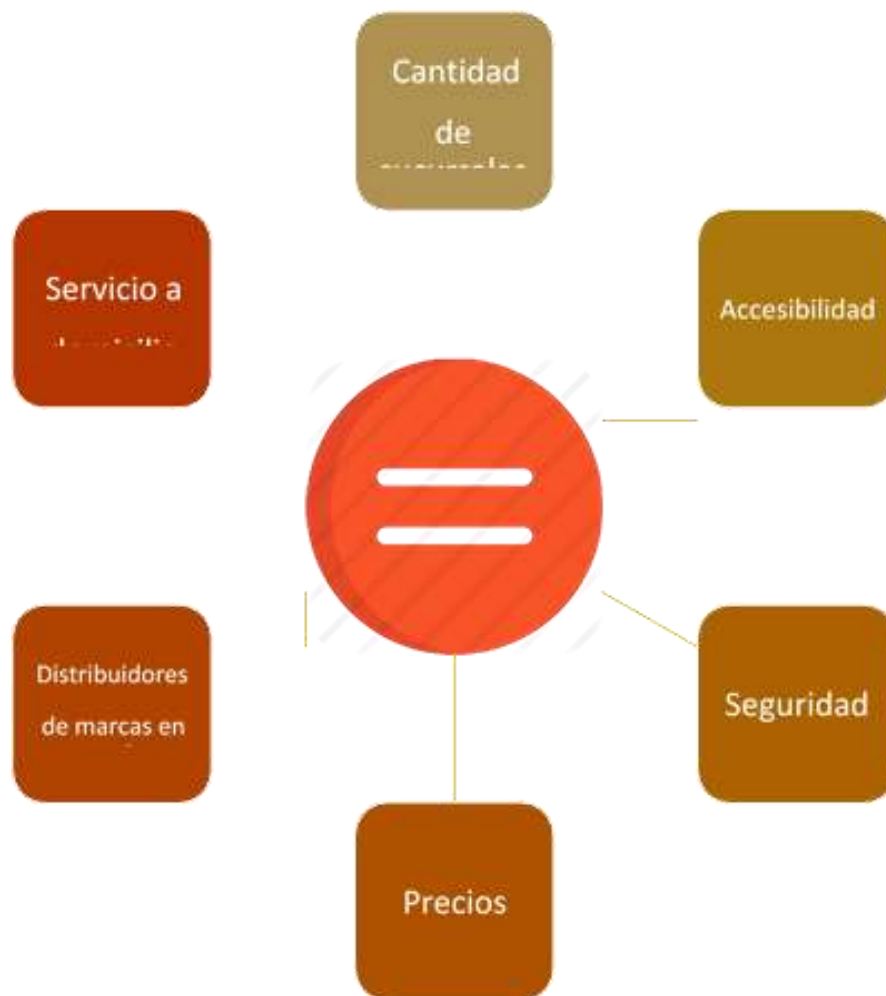 Cantidad
de
Accesibilidad
Seguridad
Precios
Distribuidores
de marcas en
Servicio a